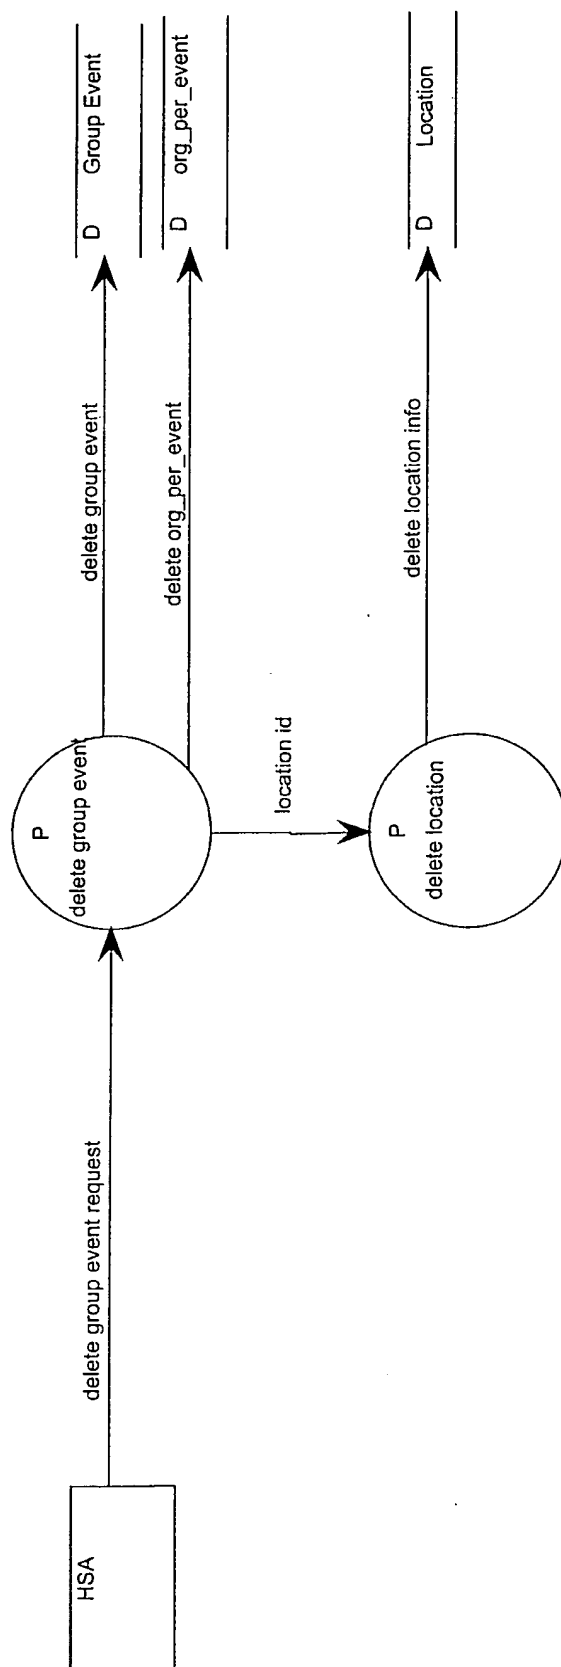 HSA
delete group event request
P
delete group event
delete group event
D Group Event
delete org_per_event
D org_per_event
location id
P
delete location
delete location info
D Location